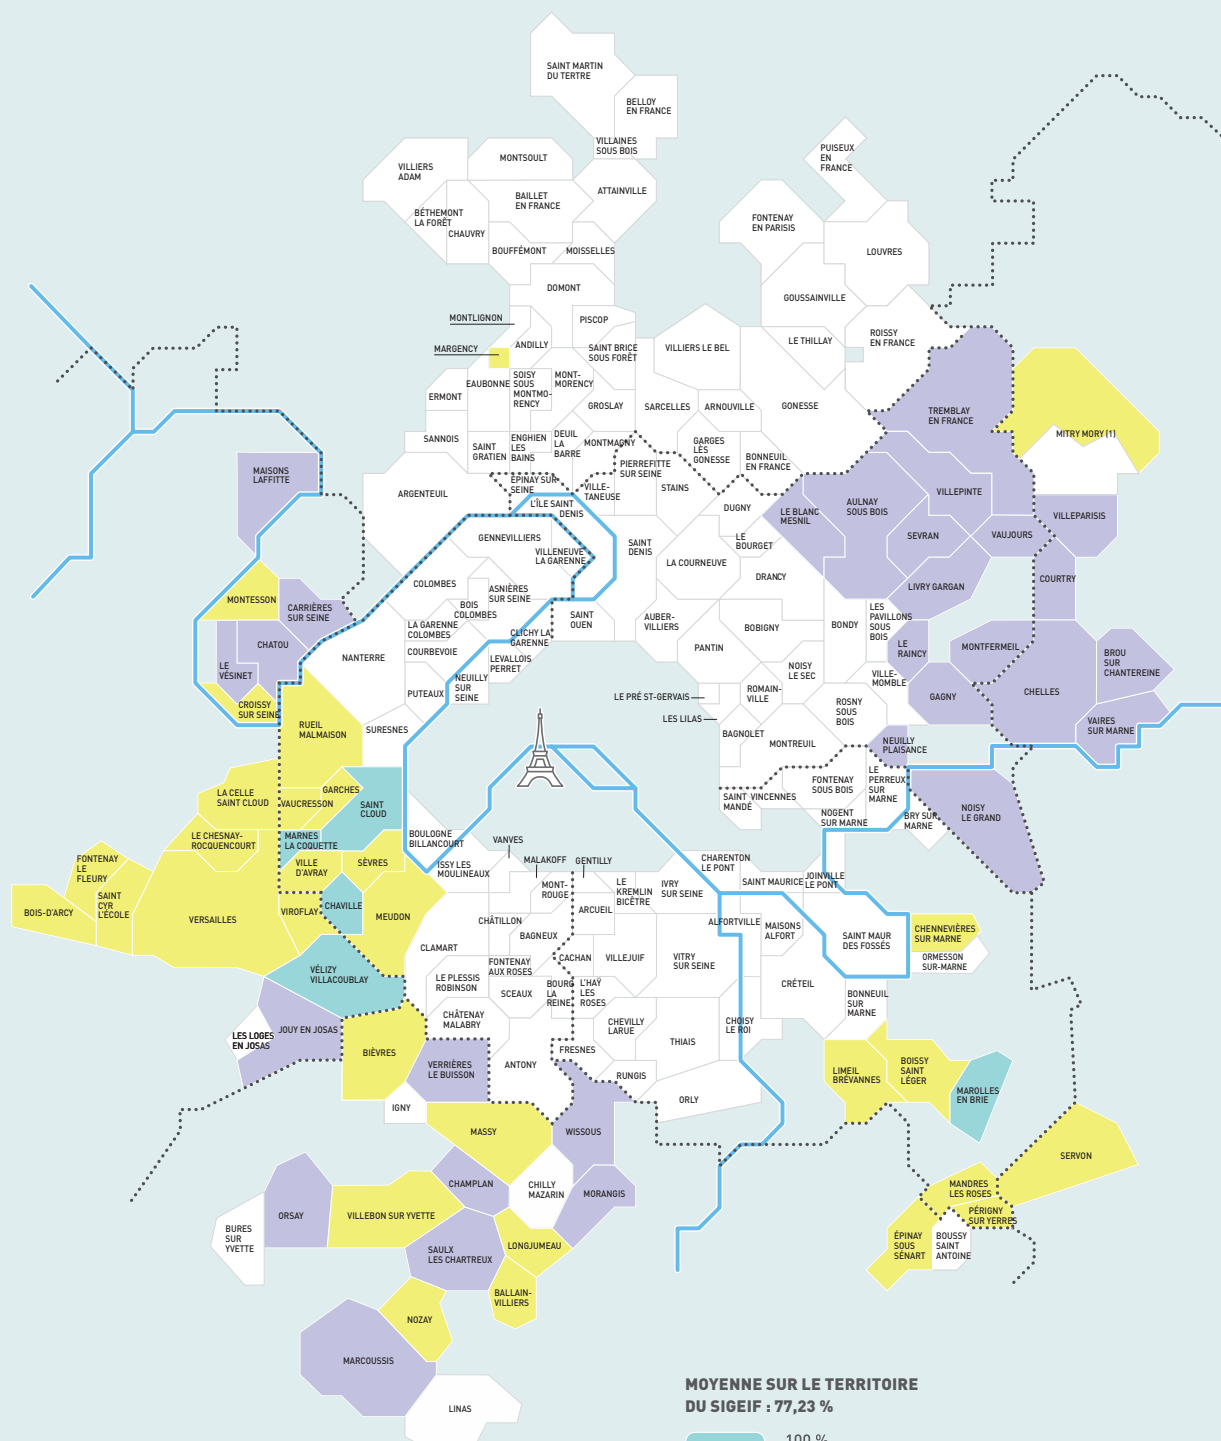 SAINT MARTIN
DU TERTRE
BELLOY
EN FRANCE
VILLAINES
SOUS BOIS
MONTSOULT
VILLIERS
ADAM
PUISEUX
EN
FRANCE
ATTAINVILLE
BAILLET
EN FRANCE
BÉTHEMONT
LA FORÊT
CHAUVRY
FONTENAY
EN PARISIS
BOUFFÉMONT
MOISSELLES
LOUVRES
DOMONT
GOUSSAINVILLE
MONTLIGNON
PISCOP
ANDILLY
MARGENCY
SAINT BRICE
SOUS FORÊT
VILLIERS LE BEL
LE THILLAY
ROISSY
EN FRANCE
EAUBONNE
SOISY
SOUS
MONTMO-
RENCY
MONT-
MORENCY
ERMONT
GROSLAY
SARCELLES
ARNOUVILLE
GONESSE
TREMBLAY
EN FRANCE
MITRY MORY (1)
SANNOIS
SAINT
GRATIEN
ENGHIEN
LES
BAINS
DEUIL
LA
BARRE
MONTMAGNY
GARGES
LÈS
GONESSE
BONNEUIL
EN FRANCE
PIERREFITTE
SUR SEINE
MAISONS
LAFFITTE
ARGENTEUIL
ÉPINAY SUR
SEINE
VILLE-
TANEUSE
STAINS
L'ÎLE SAINT
DENIS
DUGNY
LE BLANC
MESNIL
AULNAY
SOUS BOIS
VILLEPINTE
VILLEPARISIS
GENNEVILLIERS
VILLENEUVE
LA GARENNE
SAINT
DENIS
LE
BOURGET
SEVRAN
VAUJOURS
LA COURNEUVE
DRANCY
LIVRY GARGAN
COURTRY
COLOMBES
ASNIÈRES
SUR SEINE
BOIS
COLOMBES
MONTESSON
CARRIÈRES
SUR SEINE
LA GARENNE
COLOMBES
CLICHY LA
GARENNE
SAINT
OUEN
AUBER-
VILLIERS
BOBIGNY
BONDY
LES
PAVILLONS
SOUS
BOIS
CHATOU
NANTERRE
COURBEVOIE
LEVALLOIS
PERRET
PANTIN
LE
RAINCY
MONTFERMEIL
BROU
SUR
CHANTEREINE
LE
VÉSINET
PUTEAUX
NEUILLY
SUR
SEINE
NOISY
LE SEC
VILLE-
MOMBLE
GAGNY
CHELLES
LE PRÉ ST-GERVAIS
ROMAIN-
VILLE
ROSNY
SOUS
BOIS
CROISSY
SUR SEINE
LES LILAS
VAIRES
SUR MARNE
RUEIL
MALMAISON
SURESNES
BAGNOLET
MONTREUIL
NEUILLY
PLAISANCE
LA CELLE
SAINT CLOUD
VAUCRESSON
GARCHES
SAINT
CLOUD
SAINT
MANDÉ
VINCENNES
FONTENAY
SOUS BOIS
LE
PERREUX
SUR
MARNE
NOISY
LE GRAND
NOGENT
SUR MARNE
BRY SUR
MARNE
LE CHESNAY-
ROCQUENCOURT
MARNES
LA COQUETTE
BOULOGNE
BILLANCOURT
VANVES
FONTENAY
LE
FLEURY
VILLE
D'AVRAY
SÈVRES
ISSY LES
MOULINEAUX
MALAKOFF
GENTILLY
CHARENTON
LE PONT
SAINT MAURICE
JOINVILLE
LE PONT
MONT-
ROUGE
LE
KREMLIN
BICÊTRE
IVRY
SUR SEINE
SAINT
CYR
L'ÉCOLE
BOIS-D'ARCY
VERSAILLES
VIROFLAY
CHAVILLE
MEUDON
CHÂTILLON
ARCUEIL
ALFORTVILLE
MAISONS
ALFORT
SAINT MAUR
DES FOSSÉS
CHENNEVIÈRES
SUR MARNE
BAGNEUX
CLAMART
ORMESSON
SUR-MARNE
FONTENAY
AUX ROSES
CACHAN
VILLEJUIF
VITRY
SUR SEINE
VÉLIZY
VILLACOUBLAY
LE PLESSIS
ROBINSON
SCEAUX
BOURG
LA
REINE
L'HAŸ
LES
ROSES
CRÉTEIL
BONNEUIL
SUR
MARNE
CHÂTENAY
MALABRY
CHEVILLY
LARUE
CHOISY
LE ROI
LES LOGES
EN JOSAS
JOUY EN JOSAS
BIÈVRES
VERRIÈRES
LE BUISSON
ANTONY
FRESNES
THIAIS
RUNGIS
LIMEIL
BRÉVANNES
BOISSY
SAINT
LÉGER
MAROLLES
EN BRIE
IGNY
ORLY
MASSY
WISSOUS
SERVON
CHAMPLAN
CHILLY
MAZARIN
MORANGIS
MANDRES
LES ROSES
ORSAY
VILLEBON SUR YVETTE
PÉRIGNY
SUR YERRES
BURES
SUR
YVETTE
SAULX
LES CHARTREUX
LONGJUMEAU
ÉPINAY
SOUS
SÉNART
BOUSSY
SAINT
ANTOINE
BALLAIN-
VILLIERS
NOZAY
MARCOUSSIS
LINAS
MOYENNE SUR LE TERRITOIRE
DU SIGEIF : 77,23 %
100 %